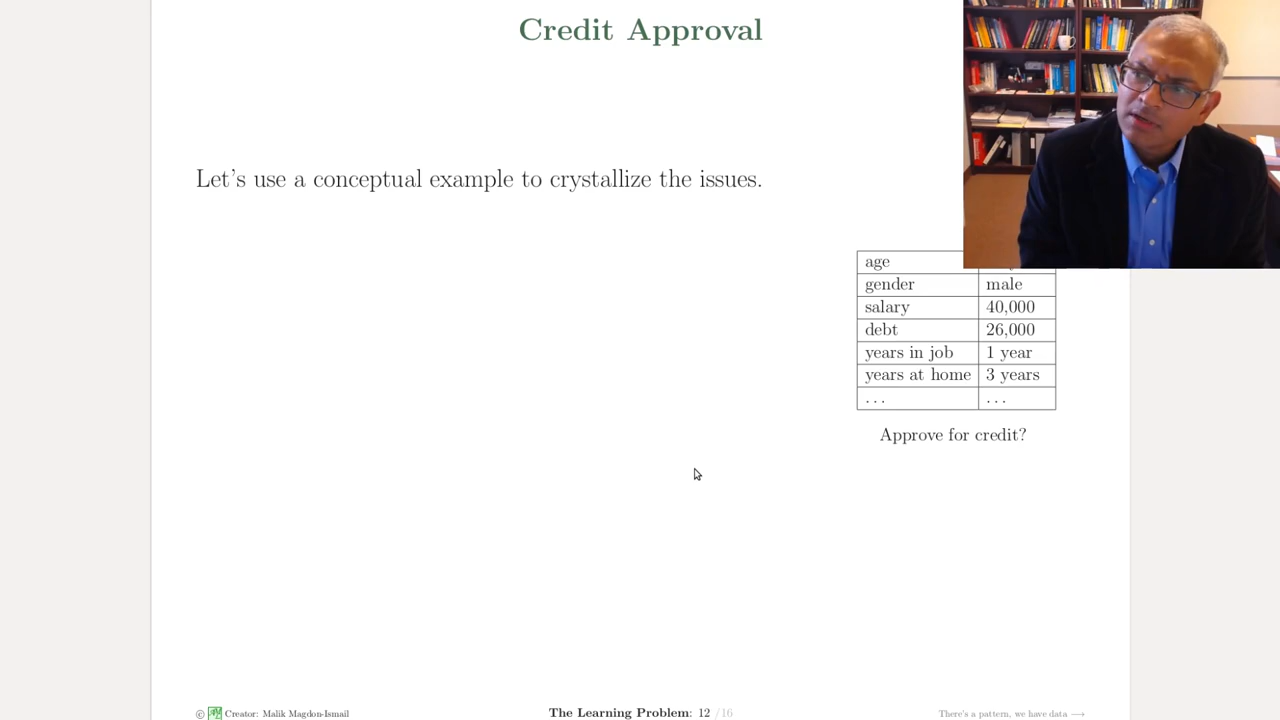 Credit Approval
Let's use a conceptual example to crystallize the issues.
age
gender male
salary 40,000
debt 26,000
years in job 1 year
years at home 3 years
... ...
Approve for credit?
© Creator: Malik Magdon-Ismail The Learning Problem: 12 /16 There's a pattern, we have data ⟶